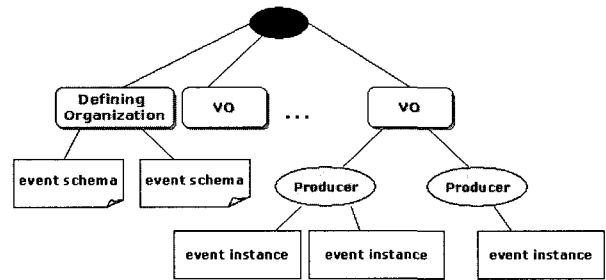 Defining
Organization
VO
...
VO
event schema
event schema
Producer
Producer
event instance
event instance
event instance